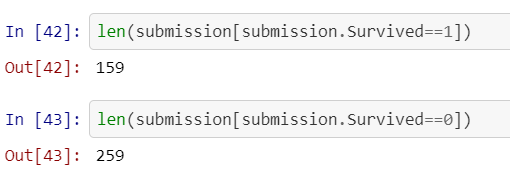 In [42]: len(submission[submission.Survived==1])
Out[42]: 159
In [43]: len(submission[submission.Survived==0])
Out[43]: 259